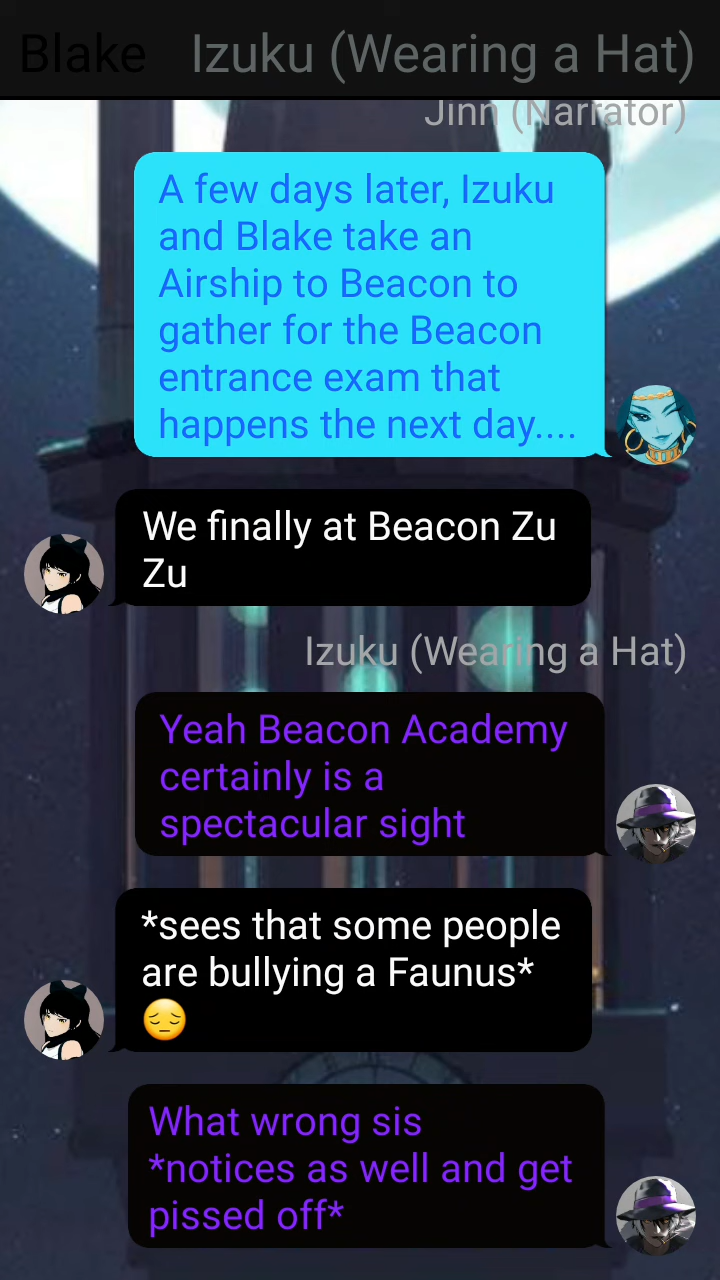 Blake Izuku (Wearing a Hat)
Jinn (Narrator)
A few days later, Izuku
and Blake take an
Airship to Beacon to
gather for the Beacon
entrance exam that
happens the next day....
We finally at Beacon Zu
Zu
Izuku (Wearing a Hat)
Yeah Beacon Academy
certainly is a
spectacular sight
*sees that some people
are bullying a Faunus*
😔
What wrong sis
*notices as well and get
pissed off*